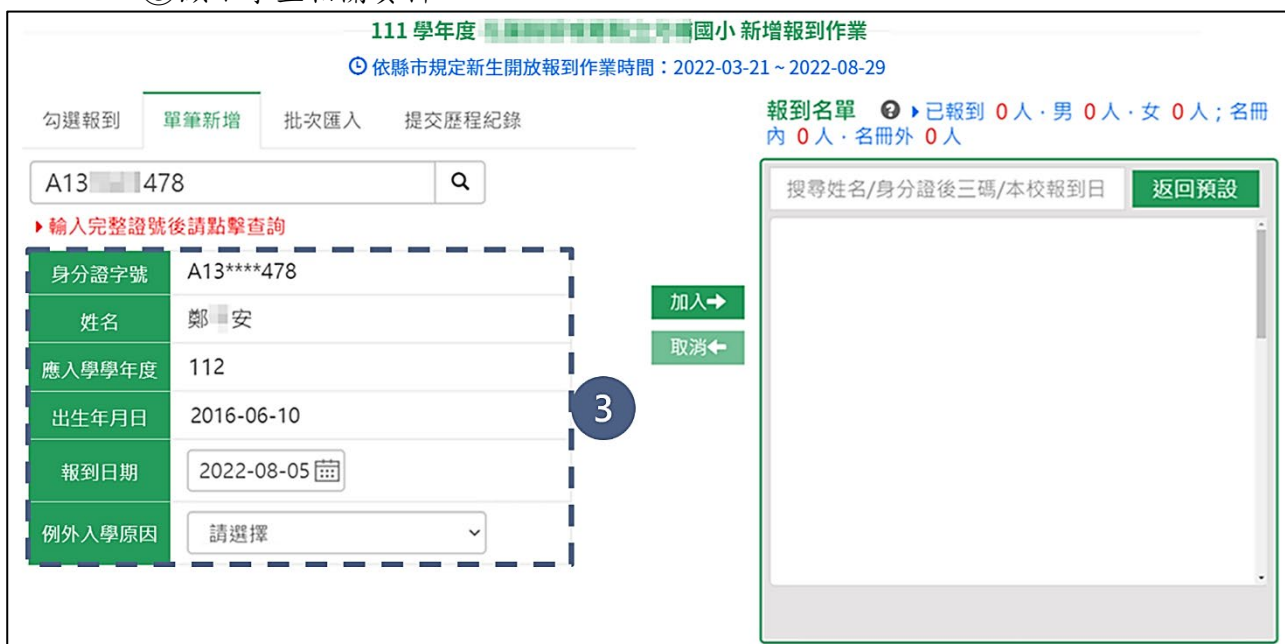 111 學年度 國小 新增報到作業
依縣市規定新生開放報到作業時間：2022-03-21 ~ 2022-08-29
勾選報到 單筆新增 批次匯入 提交歷程紀錄
A13 478
輸入完整證號後請點擊查詢
身分證字號 A13****478
姓名 鄭 安
應入學學年度 112
出生年月日 2016-06-10
報到日期 2022-08-05
例外入學原因 請選擇
3
加入
取消
報到名單 ? 已報到 0 人．男 0 人．女 0 人；名冊
內 0 人．名冊外 0 人
搜尋姓名/身分證後三碼/本校報到日 返回預設